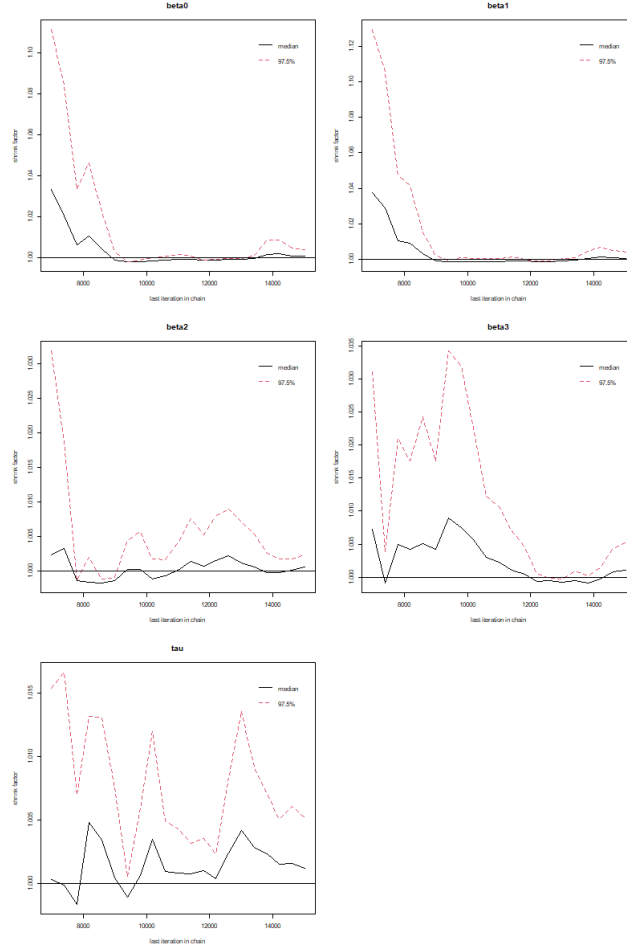 beta0
beta1
shrink factor
1.00 1.02 1.04 1.06 1.08 1.10
median
97.5%
8000 10000 12000 14000
last iteration in chain
shrink factor
1.00 1.02 1.04 1.06 1.08 1.10 1.12
median
97.5%
8000 10000 12000 14000
last iteration in chain
beta2
beta3
shrink factor
1.000 1.005 1.010 1.015 1.020 1.025 1.030
median
97.5%
8000 10000 12000 14000
last iteration in chain
shrink factor
1.000 1.005 1.010 1.015 1.020 1.025 1.030 1.035
median
97.5%
8000 10000 12000 14000
last iteration in chain
tau
shrink factor
1.000 1.005 1.010 1.015
median
97.5%
8000 10000 12000 14000
last iteration in chain